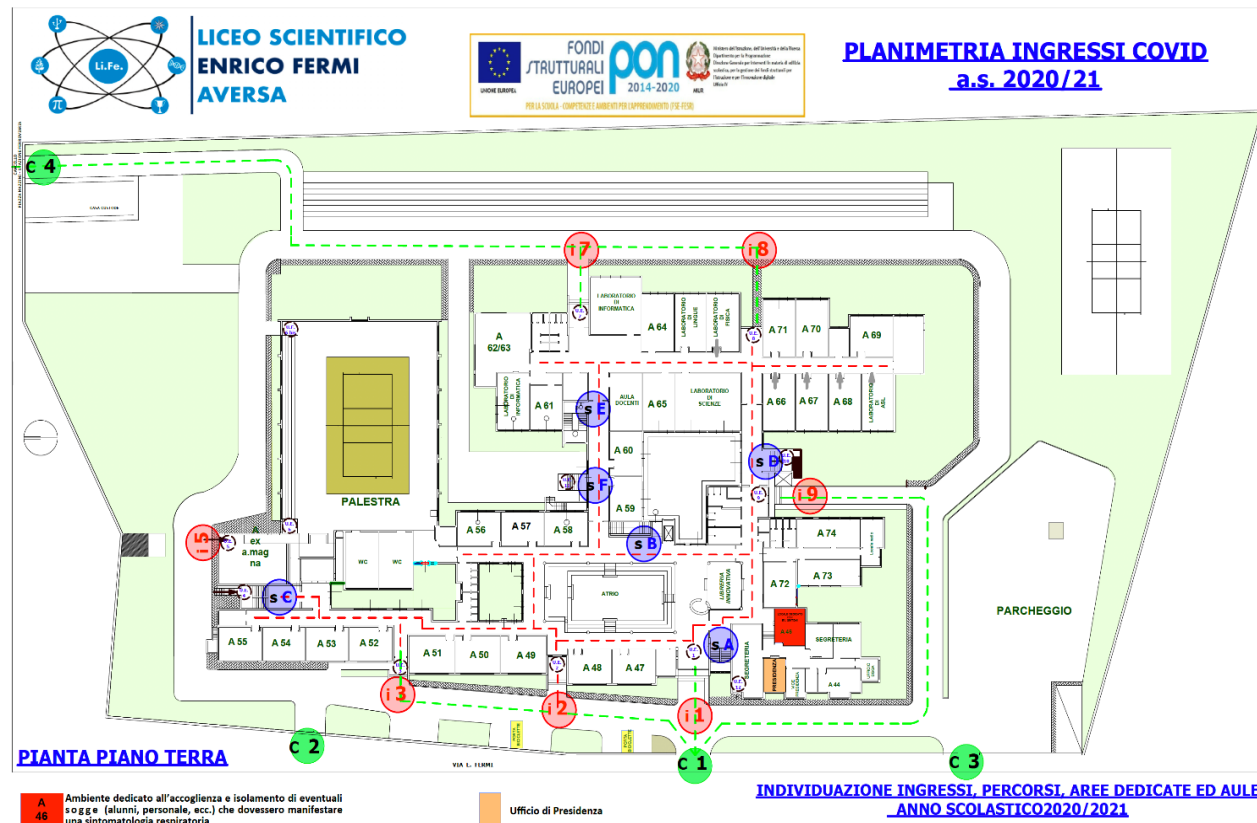 LICEO SCIENTIFICO
ENRICO FERMI
AVERSA
Li.Fe.
π
UNIONE EUROPEA
FONDI
STRUTTURALI
EUROPEI
pon
2014-2020
MIUR
PER LA SCUOLA - COMPETENZE E AMBIENTI PER L'APPRENDIMENTO (FSE-FESR)
PLANIMETRIA INGRESSI COVID
a.s. 2020/21
C 4
i 7
i 8
LABORATORIO
DI
INFORMATICA
A 64
LABORATORIO
DI
LINGUE
LABORATORIO
DI
FISICA
A 71
A 70
A 69
A
62/63
LABORATORIO
DI
INFORMATICA
A 61
s E
AULA
DOCENTI
A 65
LABORATORIO
DI
SCIENZE
A 66
A 67
A 68
LABORATORIO
DI
ASL
A 60
s D
s F
i 9
PALESTRA
A 59
A 56
A 57
A 58
s B
A 74
i 5
A
ex
a.mag
na
WC
WC
A 72
A 73
s C
ATRIO
LIBRERIA
INNOVATIVA
PARCHEGGIO
A 55
A 54
A 53
A 52
A 51
A 50
A 49
A 48
A 47
s A
SEGRETERIA
SEGRETERIA
PRESIDENZA
A 44
i 3
i 2
i 1
C 2
C 1
C 3
PIANTA PIANO TERRA
VIA E. FERMI
A
46
Ambiente dedicato all'accoglienza e isolamento di eventuali
sogge (alunni, personale, ecc.) che dovessero manifestare
una sintomatologia respiratoria
Ufficio di Presidenza
INDIVIDUAZIONE INGRESSI, PERCORSI, AREE DEDICATE ED AULE
ANNO SCOLASTICO2020/2021